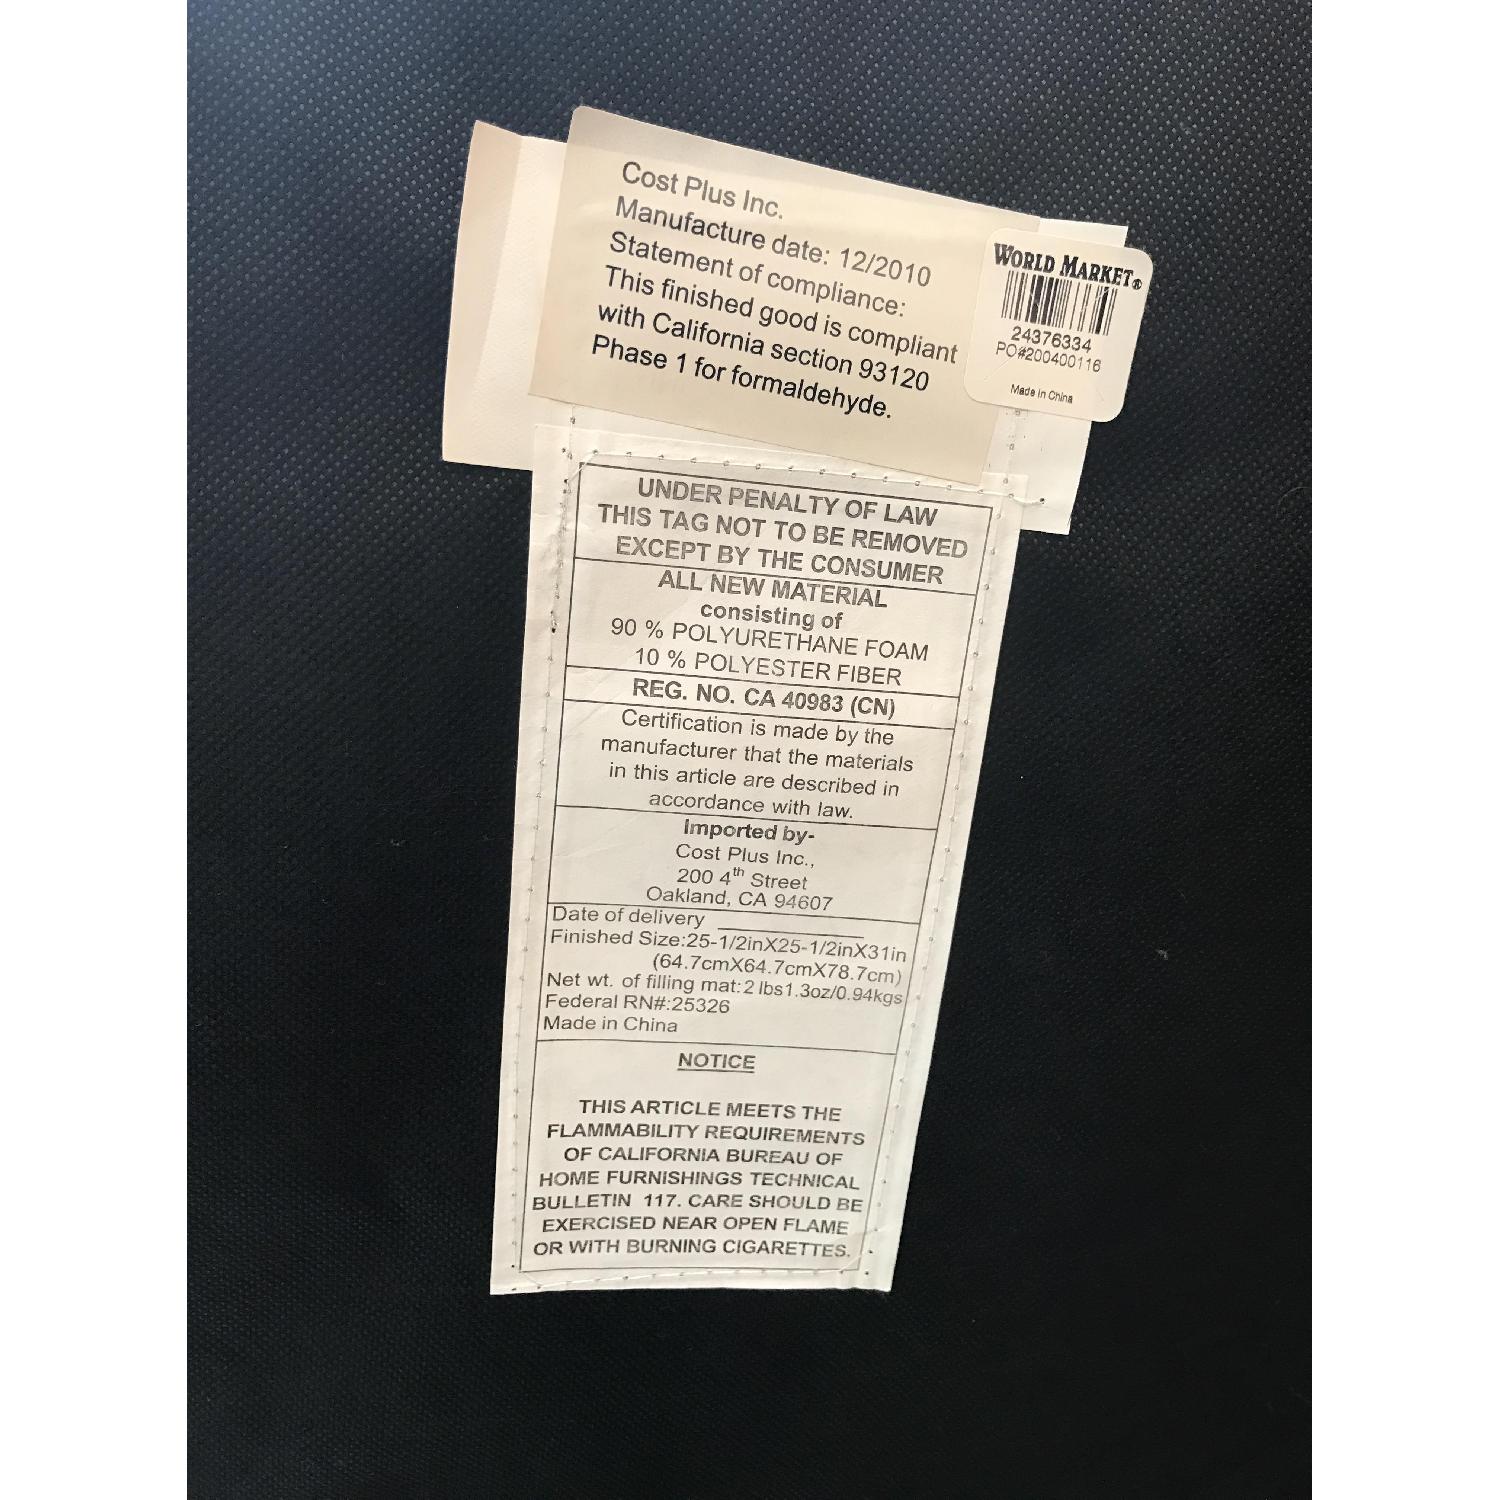 Cost Plus Inc.
Manufacture date: 12/2010
Statement of compliance:
This finished good is compliant
with California section 93120
Phase 1 for formaldehyde.
WORLD MARKET®
24376334
PO#200400116
Made in China
UNDER PENALTY OF LAW
THIS TAG NOT TO BE REMOVED
EXCEPT BY THE CONSUMER
ALL NEW MATERIAL
consisting of
90 % POLYURETHANE FOAM
10 % POLYESTER FIBER
REG. NO. CA 40983 (CN)
Certification is made by the
manufacturer that the materials
in this article are described in
accordance with law.
Imported by-
Cost Plus Inc.,
200 4th Street
Oakland, CA 94607
Date of delivery ____________
Finished Size:25-1/2inX25-1/2inX31in
(64.7cmX64.7cmX78.7cm)
Net wt. of filling mat:2 lbs1.3oz/0.94kgs
Federal RN#:25326
Made in China
NOTICE
THIS ARTICLE MEETS THE
FLAMMABILITY REQUIREMENTS
OF CALIFORNIA BUREAU OF
HOME FURNISHINGS TECHNICAL
BULLETIN 117. CARE SHOULD BE
EXERCISED NEAR OPEN FLAME
OR WITH BURNING CIGARETTES.